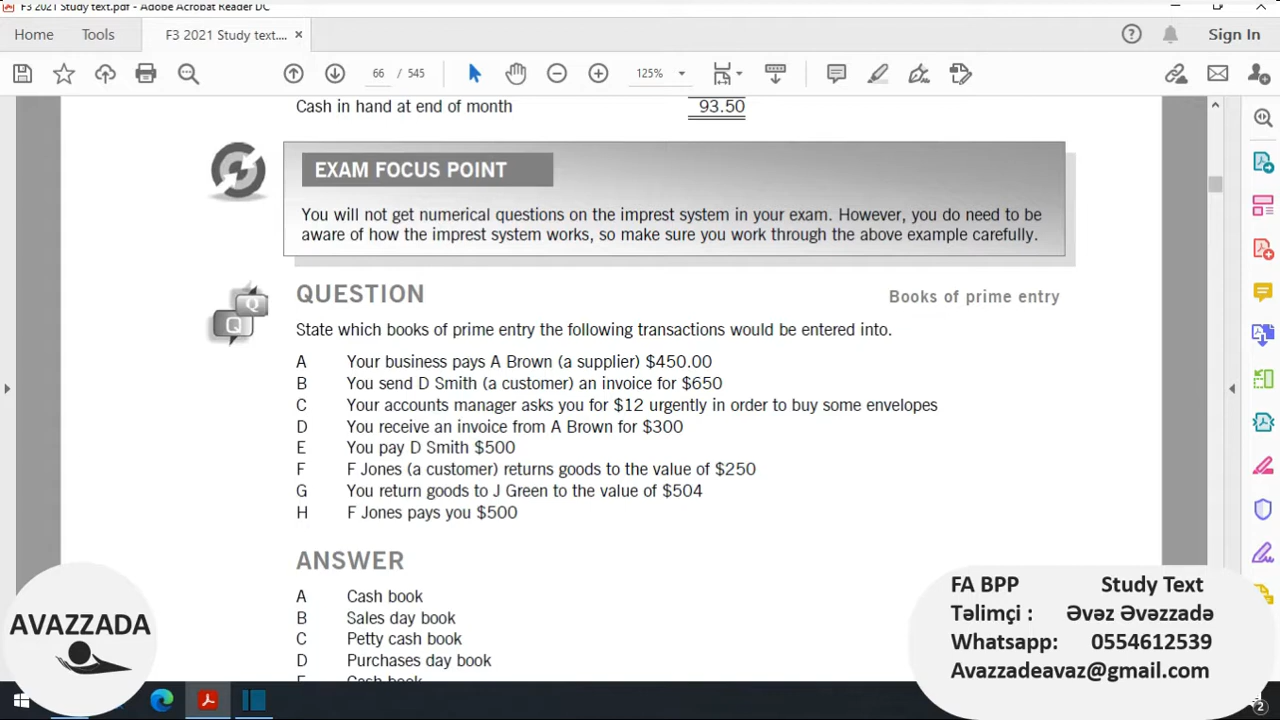 F3 2021 Study text.pdf - Adobe Acrobat Reader DC
Home Tools F3 2021 Study text.... × Sign In
66 / 545 125%
Cash in hand at end of month 93.50
EXAM FOCUS POINT
You will not get numerical questions on the imprest system in your exam. However, you do need to be
aware of how the imprest system works, so make sure you work through the above example carefully.
QUESTION Books of prime entry
State which books of prime entry the following transactions would be entered into.
A Your business pays A Brown (a supplier) $450.00
B You send D Smith (a customer) an invoice for $650
C Your accounts manager asks you for $12 urgently in order to buy some envelopes
D You receive an invoice from A Brown for $300
E You pay D Smith $500
F F Jones (a customer) returns goods to the value of $250
G You return goods to J Green to the value of $504
H F Jones pays you $500
ANSWER
A Cash book
B Sales day book
C Petty cash book
D Purchases day book
E Cash book
AVAZZADA
FA BPP Study Text
Təlimçi : Əvəz Əvəzzadə
Whatsapp: 0554612539
Avazzadeavaz@gmail.com
2